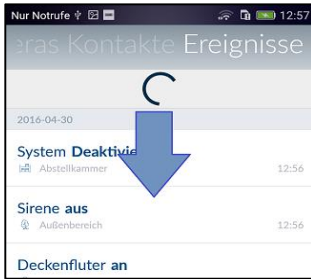 Nur Notrufe 12:57
eras Kontakte Ereignisse
2016-04-30
System Deaktivie
Abstellkammer 12:56
Sirene aus
Außenbereich 12:56
Deckenfluter an